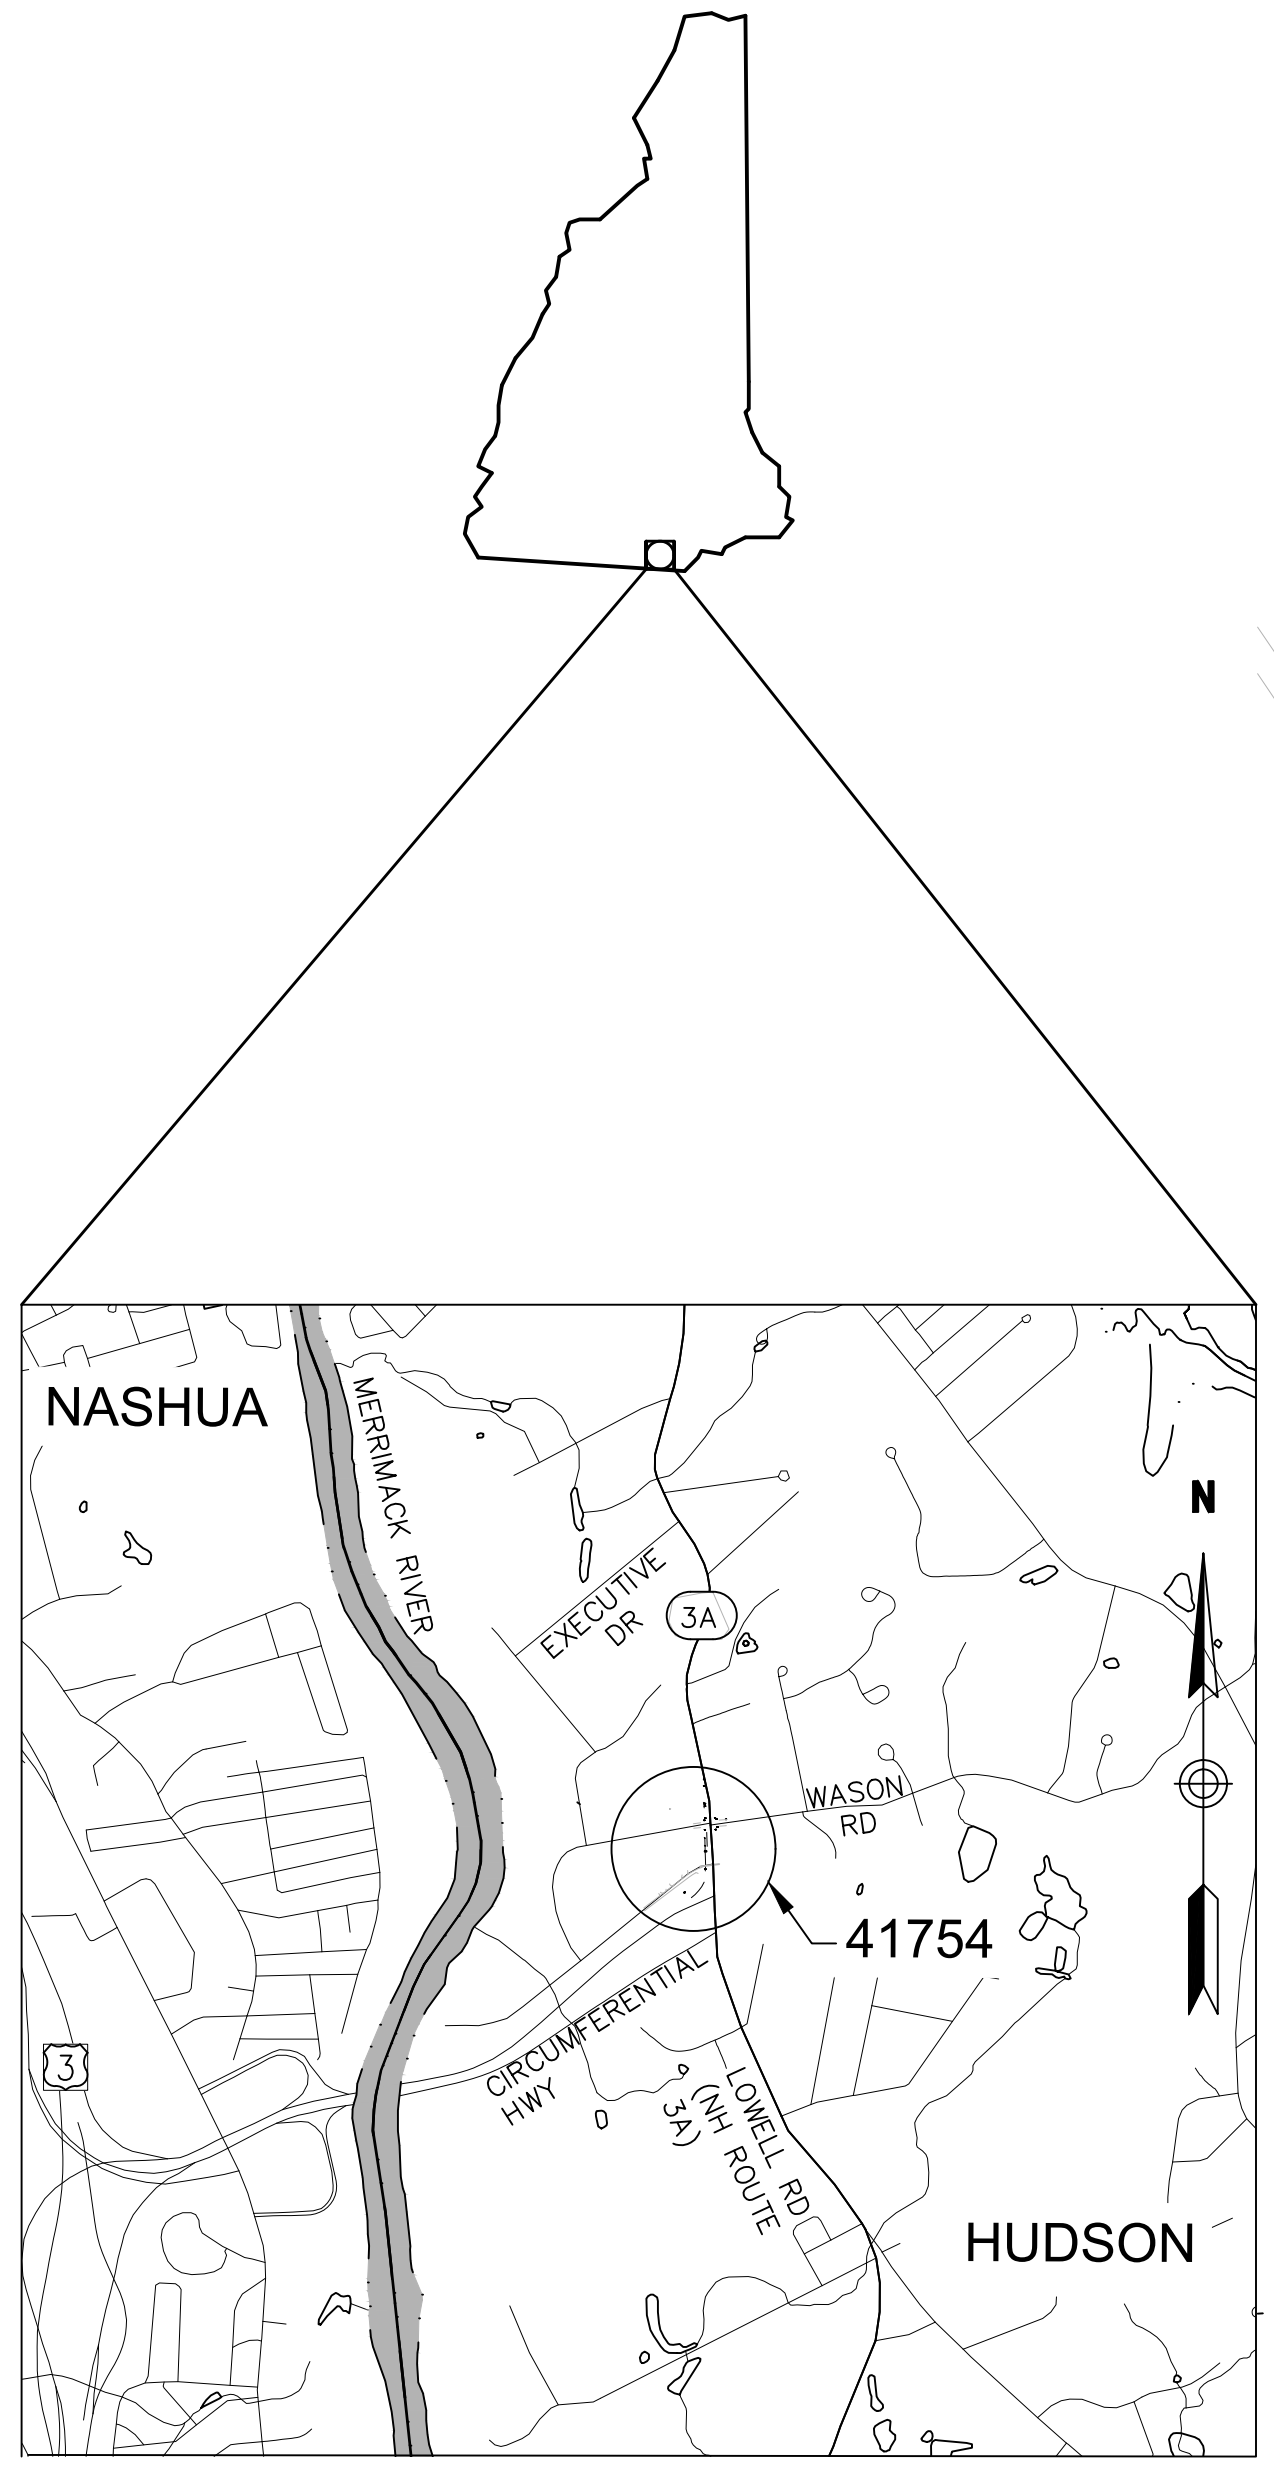 NASHUA
MERRIMACK RIVER
N
EXECUTIVE
DR
3A
WASON
RD
41754
CIRCUMFERENTIAL
HWY
3
LOWELL RD
(NH ROUTE
3A)
HUDSON